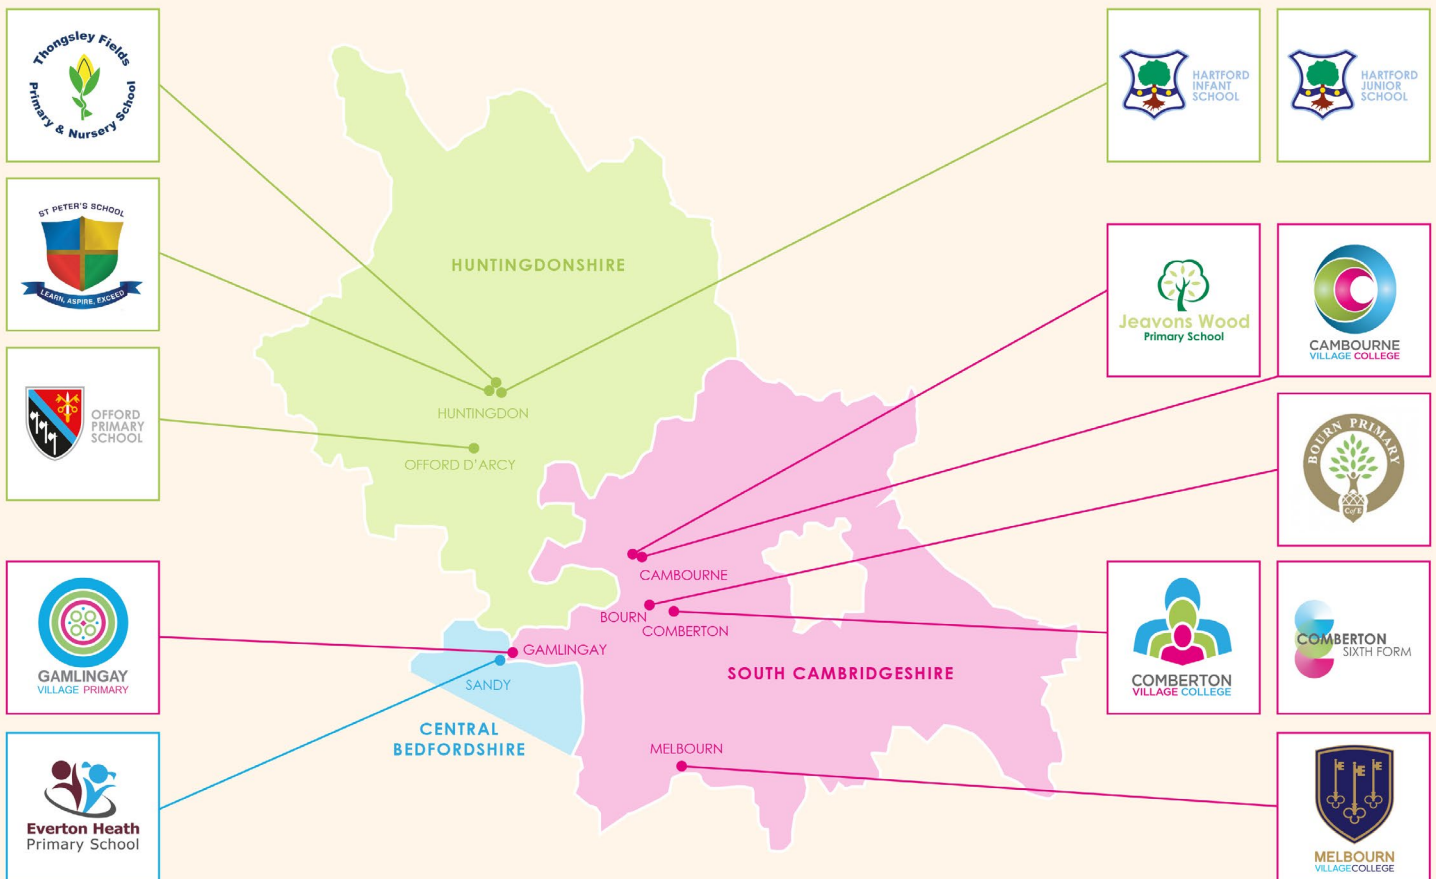 Thongsley Fields
Primary & Nursery School
ST PETER'S SCHOOL
LEARN, ASPIRE, EXCEED
OFFORD
PRIMARY
SCHOOL
GAMLINGAY
VILLAGE PRIMARY
Everton Heath
Primary School
HUNTINGDONSHIRE
HUNTINGDON
OFFORD D'ARCY
CAMBOURNE
BOURN
COMBERTON
GAMLINGAY
SANDY
SOUTH CAMBRIDGESHIRE
CENTRAL
BEDFORDSHIRE
MELBOURN
HARTFORD
INFANT
SCHOOL
HARTFORD
JUNIOR
SCHOOL
Jeavons Wood
Primary School
CAMBOURNE
VILLAGE COLLEGE
BOURN PRIMARY
CofE
COMBERTON
VILLAGE COLLEGE
COMBERTON
SIXTH FORM
MELBOURN
VILLAGECOLLEGE